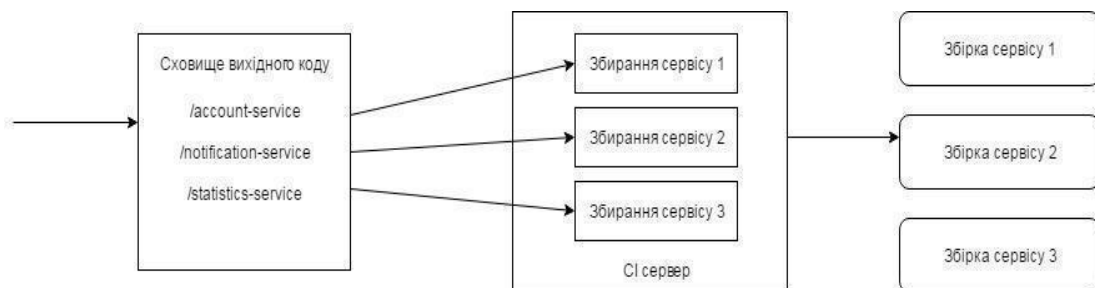 Сховище вихідного коду
/account-service
/notification-service
/statistics-service
Збирання сервісу 1
Збирання сервісу 2
Збирання сервісу 3
CI сервер
Збірка сервісу 1
Збірка сервісу 2
Збірка сервісу 3